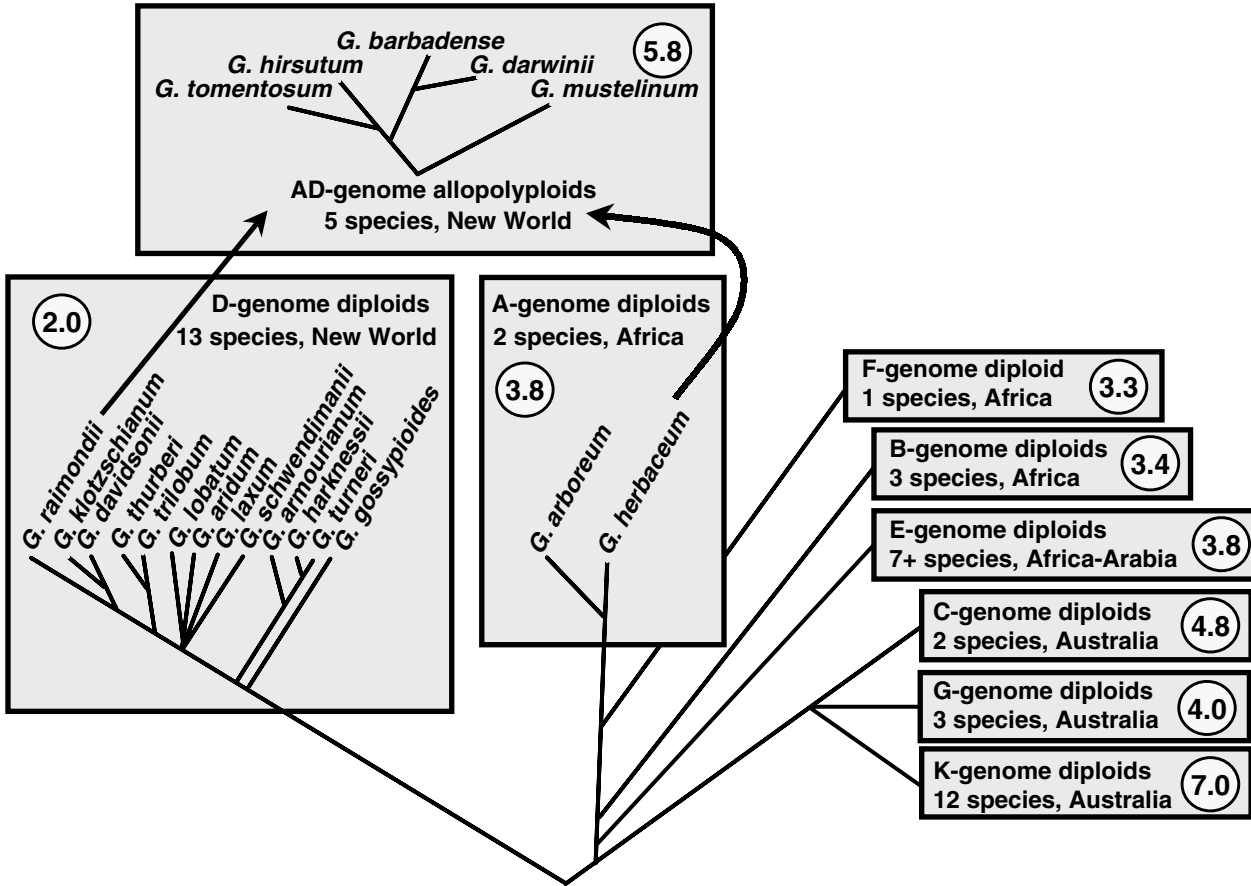 G. barbadense
5.8
G. hirsutum
G. darwinii
G. tomentosum
G. mustelinum
AD-genome allopolyploids
5 species, New World
2.0
D-genome diploids
13 species, New World
G. raimondii
G. klotzschianum
G. davidsonii
G. thurberi
G. trilobum
G. lobatum
G. aridum
G. laxum
G. schwendimanii
G. armourianum
G. harknessii
G. turneri
G. gossypioides
A-genome diploids
2 species, Africa
3.8
G. arboreum
G. herbaceum
F-genome diploid
1 species, Africa
3.3
B-genome diploids
3 species, Africa
3.4
E-genome diploids
7+ species, Africa-Arabia
3.8
C-genome diploids
2 species, Australia
4.8
G-genome diploids
3 species, Australia
4.0
K-genome diploids
12 species, Australia
7.0